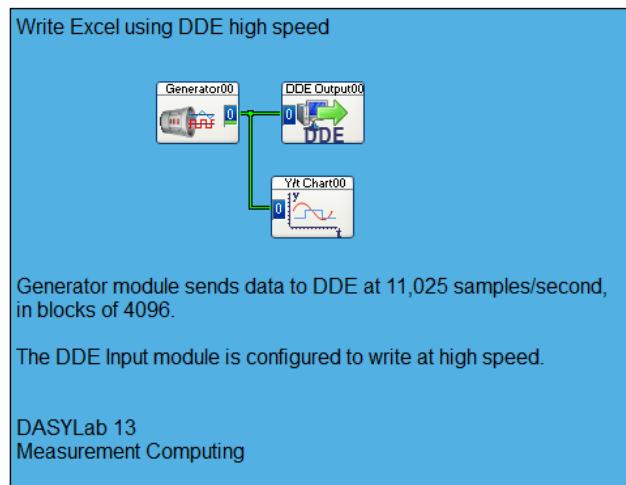 Write Excel using DDE high speed
Generator00
DDE Output00
0
0
DDE
Y/t Chart00
0
y
t
Generator module sends data to DDE at 11,025 samples/second,
in blocks of 4096.
The DDE Input module is configured to write at high speed.
DASYLab 13
Measurement Computing